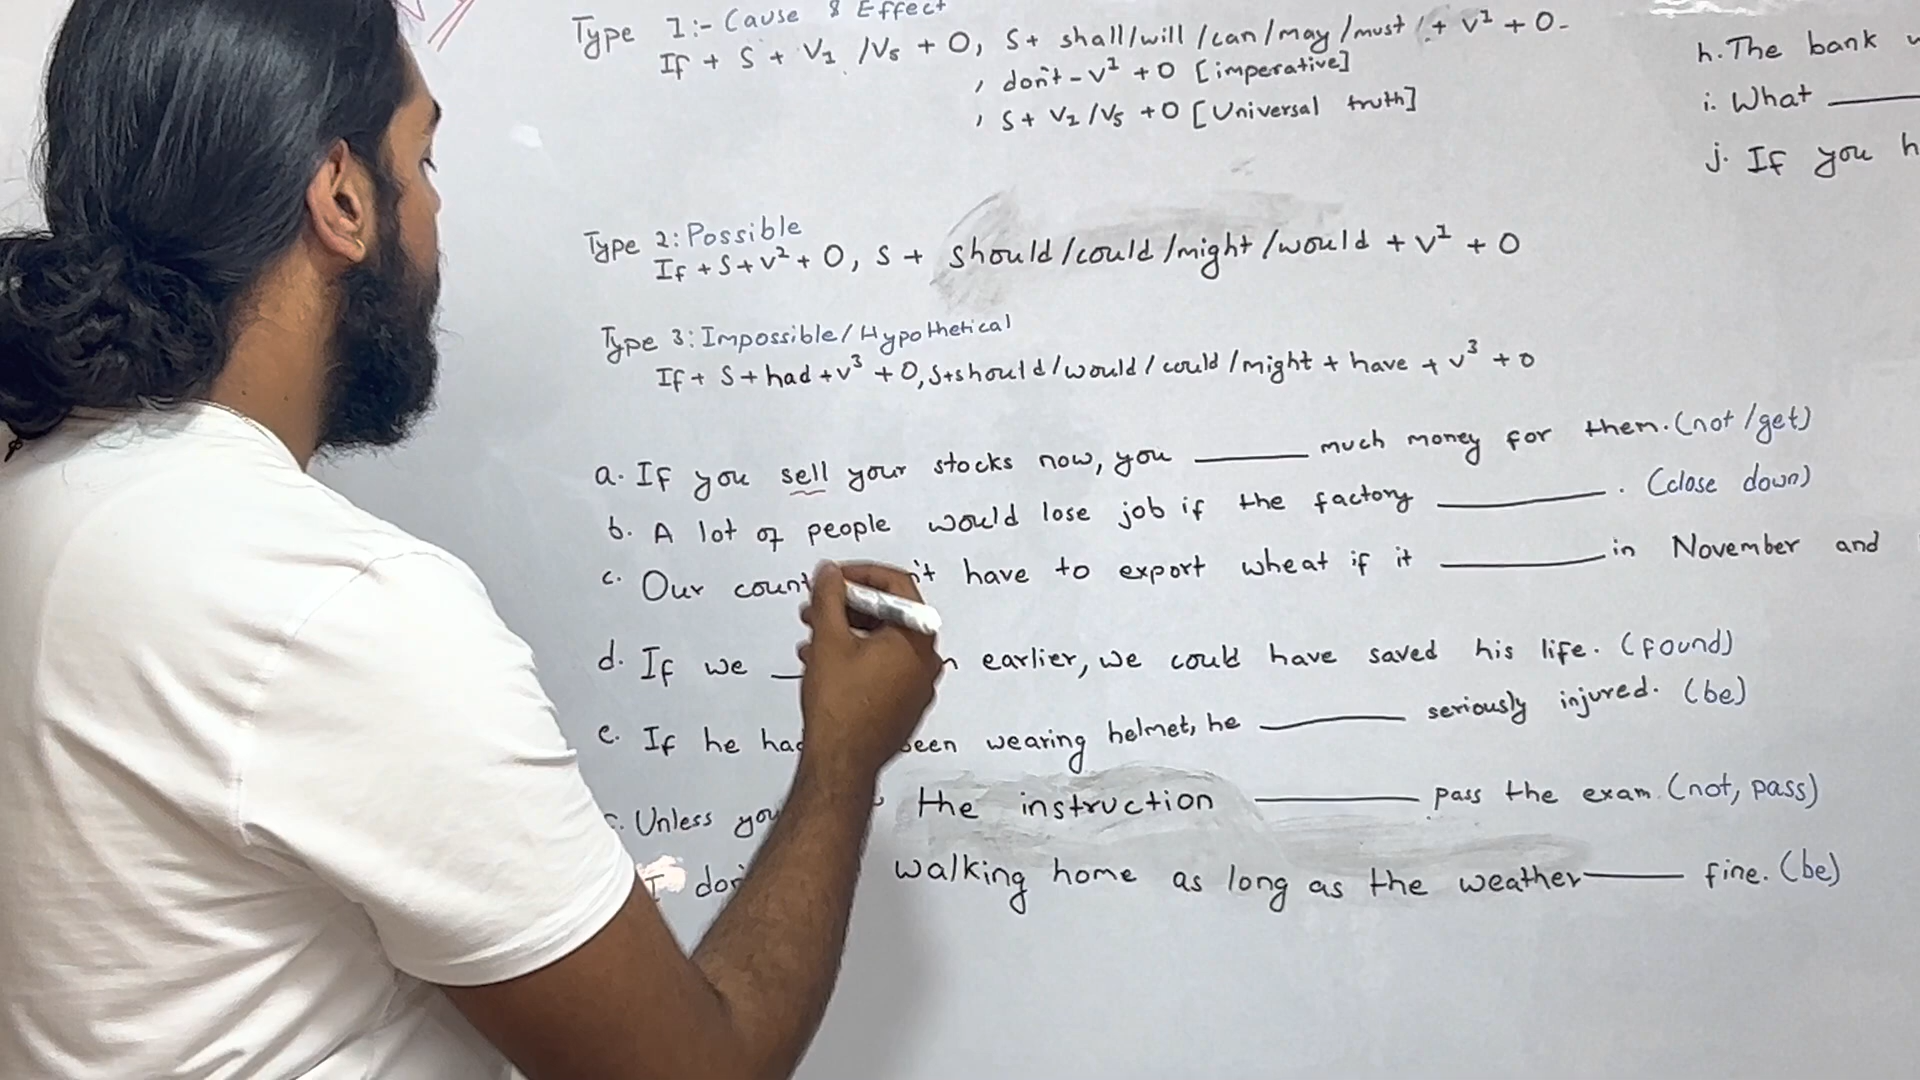 Type 1:- Cause & Effect
If + S + V1 /V5 + O, S+ shall/will/can/may/must/+ V1 + O-
, don't - V1 + O [imperative]
, S+ V1/V5 +O [Universal truth]
Type 2: Possible
If + S + V2 + O, S + should/could/might/would + V1 + O
Type 3: Impossible/Hypothetical
If + S + had + V3 + O, S+should/would/could/might + have + V3 + O
a. If you sell your stocks now, you ______ much money for them. (not/get)
b. A lot of people would lose job if the factory ______. (close down)
c. Our have to export wheat if it ______ in November and
d. If we ______ earlier, we could have saved his life. (found)
e. If he been wearing helmet, he ______ seriously injured. (be)
Unless you the instruction ______ pass the exam. (not, pass)
I walking home as long as the weather ______ fine. (be)
h. The bank
i. What ______
j. If you